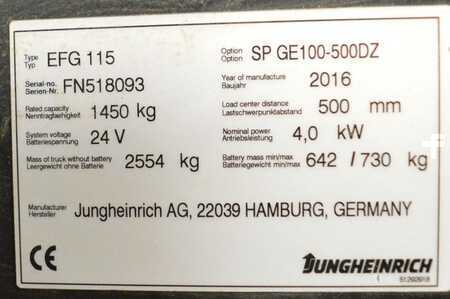 Type
Typ EFG 115 Option
Option SP GE100-500DZ
Serial-no.
Serien-Nr. FN518093 Year of manufacture
Baujahr 2016
Rated capacity
Nenntragfaehigkeit 1450 kg Load center distance
Lastschwerpunktabstand 500 mm
System voltage
Batteriespannung 24 V Nominal power
Antriebsleistung 4,0 kW
Mass of truck without battery
Leergewicht ohne Batterie 2554 kg Battery mass min/max
Batteriegewicht min/max 642 / 730 kg
Manufacturer
Hersteller Jungheinrich AG, 22039 HAMBURG, GERMANY
CE JUNGHEINRICH